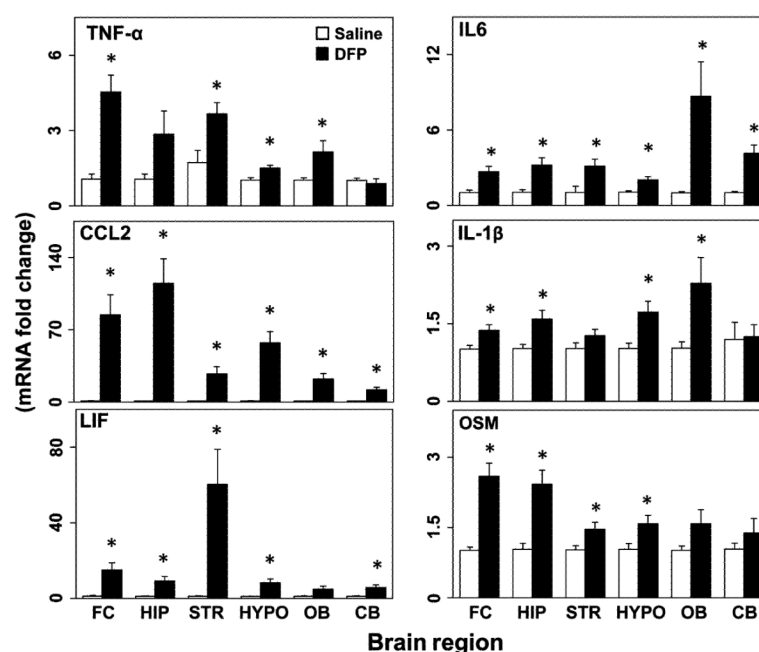 TNF-α
Saline
DFP
6
3
0
* * * *
IL6
12
6
0
* * * * * *
CCL2
140
70
0
* * * * * *
IL-1β
3
1.5
0
* * * *
LIF
80
40
0
* * * * *
OSM
3
1.5
0
* * * *
(mRNA fold change)
FC HIP STR HYPO OB CB
FC HIP STR HYPO OB CB
Brain region